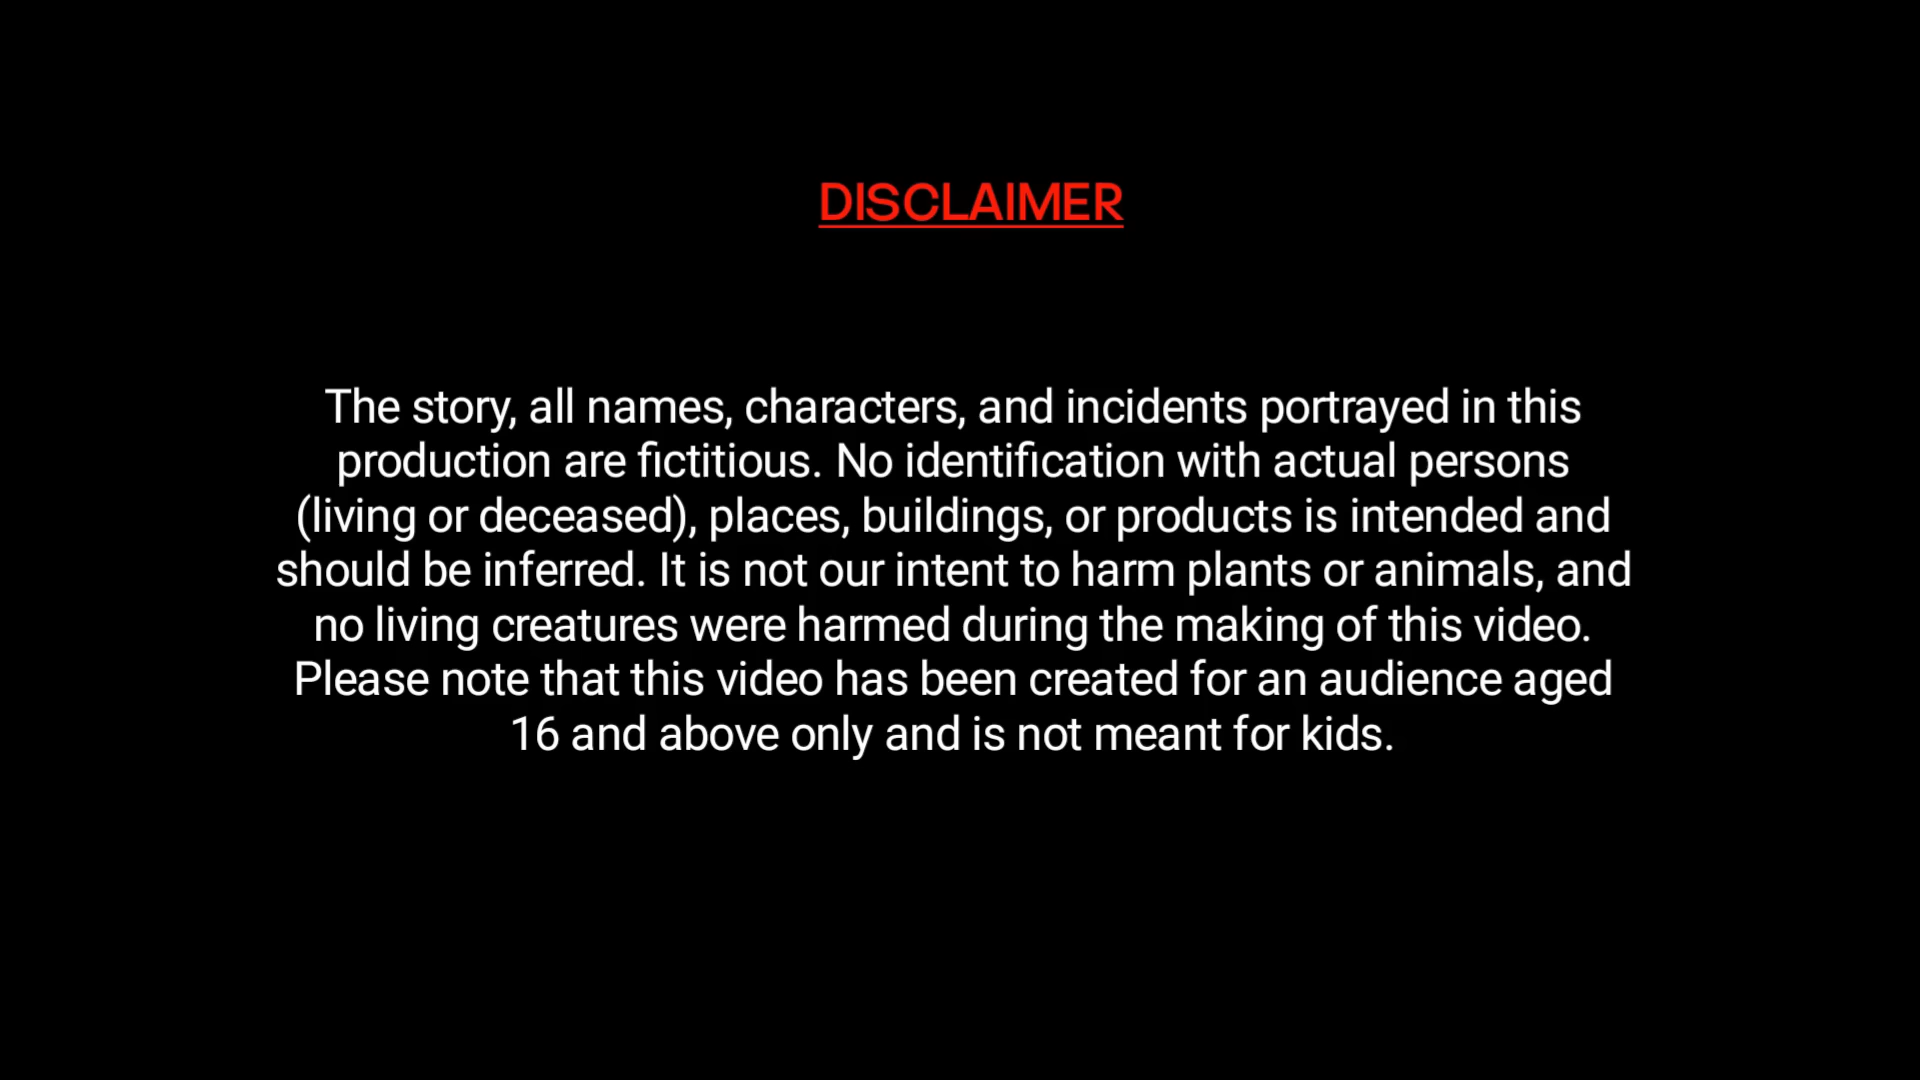 DISCLAIMER
The story, all names, characters, and incidents portrayed in this
production are fictitious. No identification with actual persons
(living or deceased), places, buildings, or products is intended and
should be inferred. It is not our intent to harm plants or animals, and
no living creatures were harmed during the making of this video.
Please note that this video has been created for an audience aged
16 and above only and is not meant for kids.